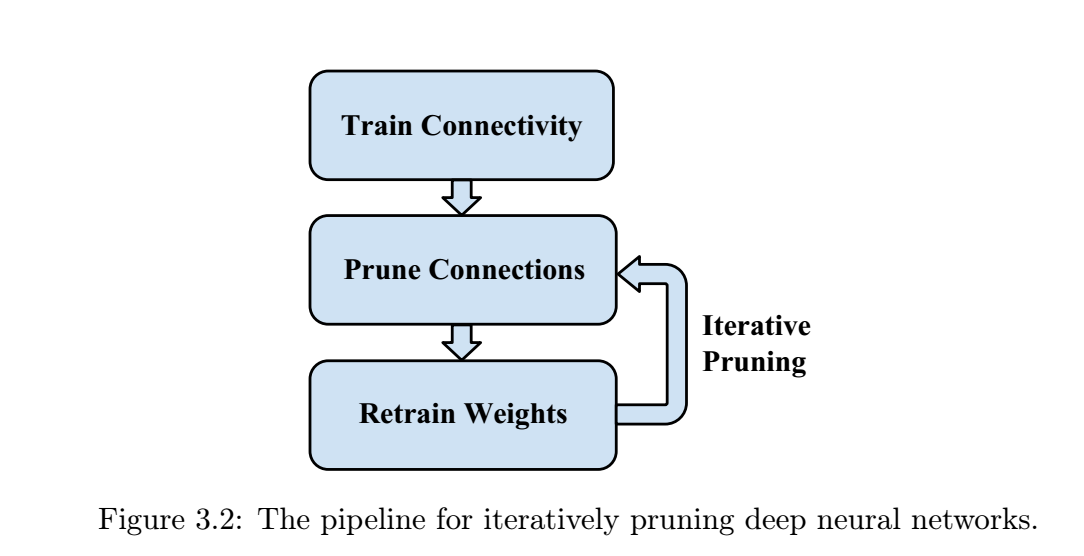 Train Connectivity
Prune Connections
Iterative
Pruning
Retrain Weights
Figure 3.2: The pipeline for iteratively pruning deep neural networks.